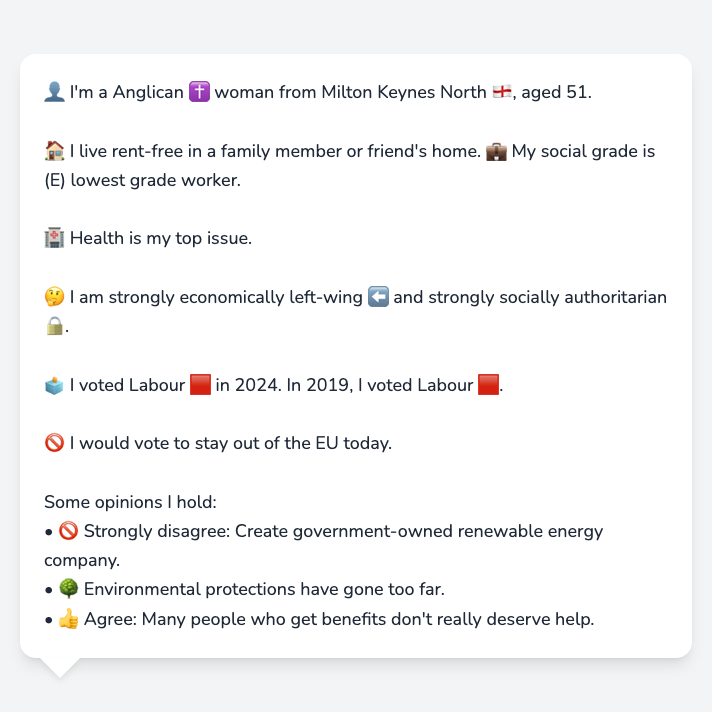 👤 I'm a Anglican ✝️ woman from Milton Keynes North 🏴󠁧󠁢󠁥󠁮󠁧󠁿, aged 51.
🏠 I live rent-free in a family member or friend's home. 💼 My social grade is
(E) lowest grade worker.
🏥 Health is my top issue.
🤔 I am strongly economically left-wing ⬅️ and strongly socially authoritarian
🔒.
🗳️ I voted Labour 🟥 in 2024. In 2019, I voted Labour 🟥.
🚫 I would vote to stay out of the EU today.
Some opinions I hold:
• 🚫 Strongly disagree: Create government-owned renewable energy
company.
• 🌳 Environmental protections have gone too far.
• 👍 Agree: Many people who get benefits don't really deserve help.